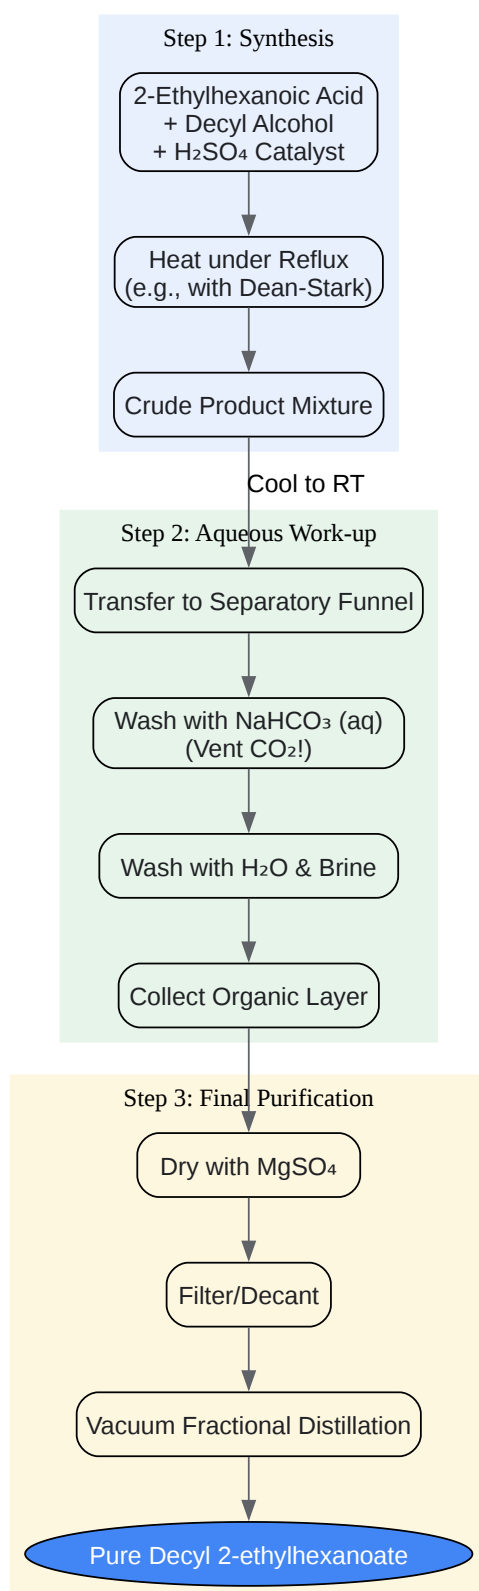 Step 1: Synthesis
2-Ethylhexanoic Acid
+ Decyl Alcohol
+ H₂SO₄ Catalyst
Heat under Reflux
(e.g., with Dean-Stark)
Crude Product Mixture
Cool to RT
Step 2: Aqueous Work-up
Transfer to Separatory Funnel
Wash with NaHCO₃ (aq)
(Vent CO₂!)
Wash with H₂O & Brine
Collect Organic Layer
Step 3: Final Purification
Dry with MgSO₄
Filter/Decant
Vacuum Fractional Distillation
Pure Decyl 2-ethylhexanoate